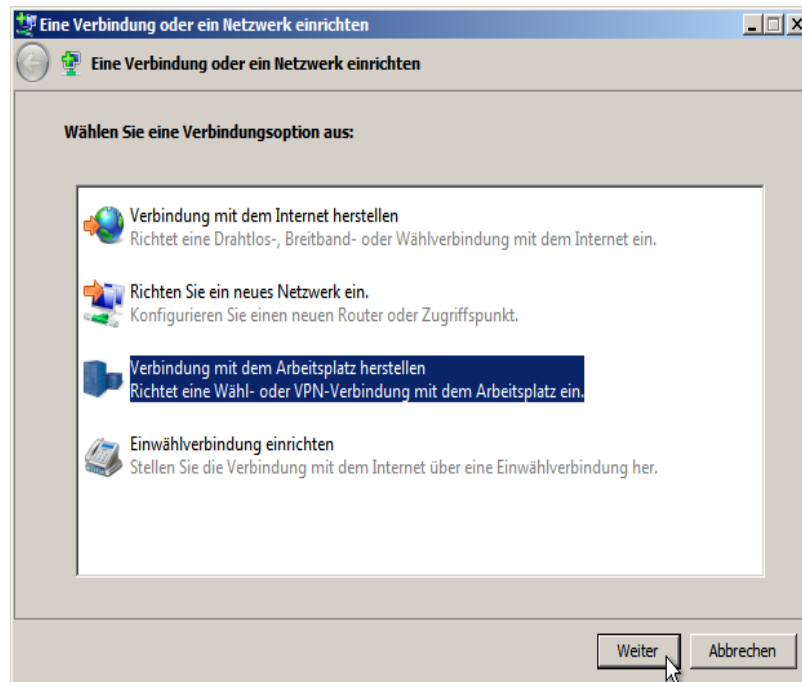 Eine Verbindung oder ein Netzwerk einrichten
Eine Verbindung oder ein Netzwerk einrichten
Wählen Sie eine Verbindungsoption aus:
Verbindung mit dem Internet herstellen
Richtet eine Drahtlos-, Breitband- oder Wählverbindung mit dem Internet ein.
Richten Sie ein neues Netzwerk ein.
Konfigurieren Sie einen neuen Router oder Zugriffspunkt.
Verbindung mit dem Arbeitsplatz herstellen
Richtet eine Wähl- oder VPN-Verbindung mit dem Arbeitsplatz ein.
Einwählverbindung einrichten
Stellen Sie die Verbindung mit dem Internet über eine Einwählverbindung her.
Weiter Abbrechen